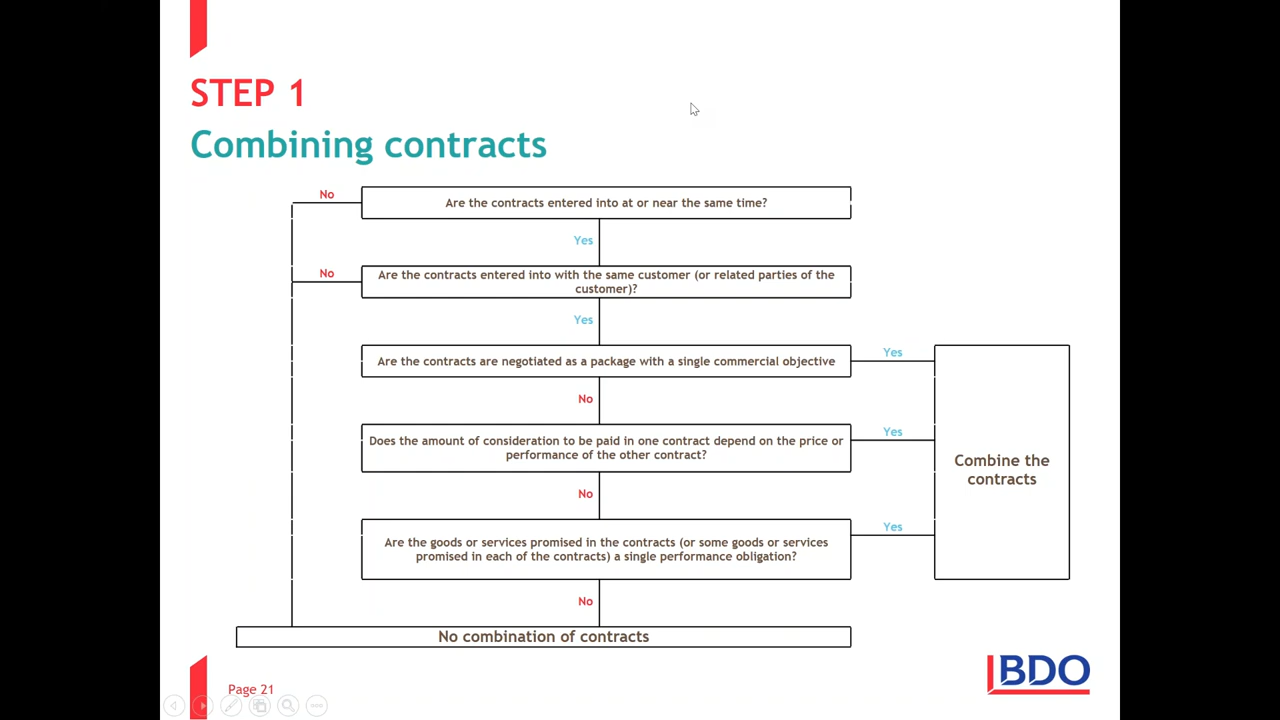 STEP 1
Combining contracts
No
Are the contracts entered into at or near the same time?
Yes
No
Are the contracts entered into with the same customer (or related parties of the
customer)?
Yes
Are the contracts are negotiated as a package with a single commercial objective
Yes
No
Does the amount of consideration to be paid in one contract depend on the price or
performance of the other contract?
Yes
Combine the
contracts
No
Are the goods or services promised in the contracts (or some goods or services
promised in each of the contracts) a single performance obligation?
Yes
No
No combination of contracts
Page 21
BDO